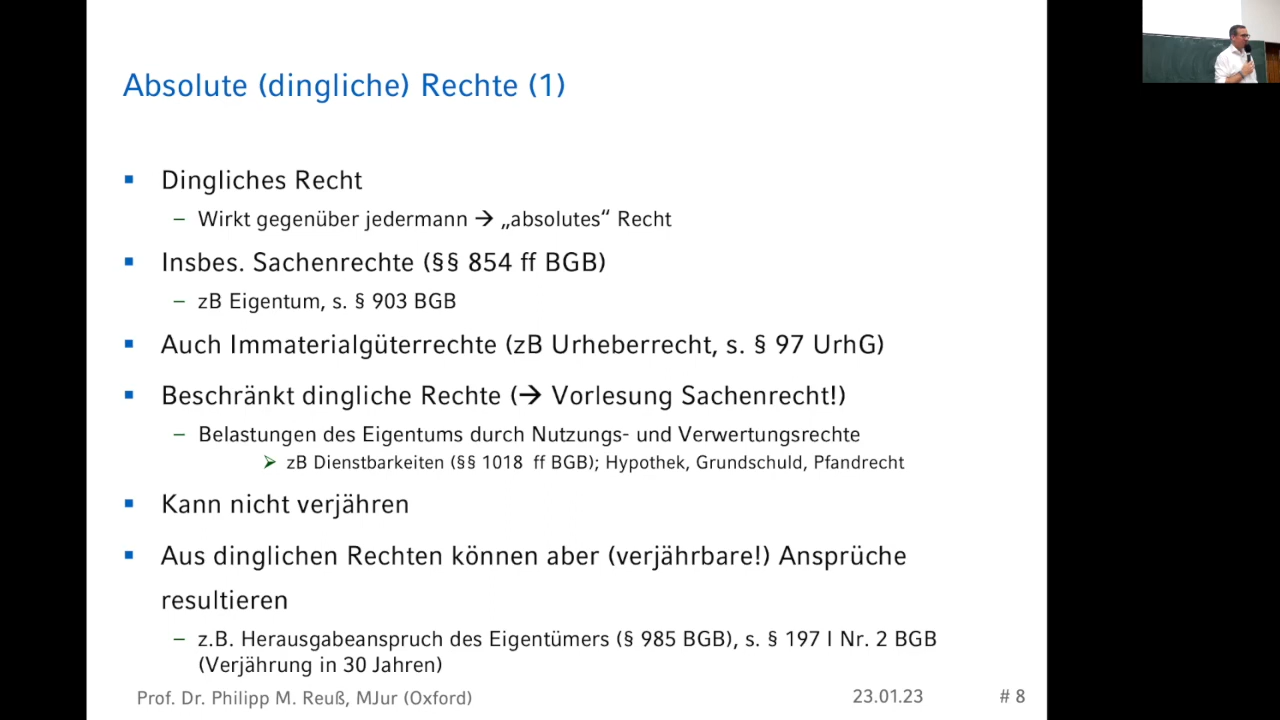 Absolute (dingliche) Rechte (1)
▪ Dingliches Recht
– Wirkt gegenüber jedermann → „absolutes“ Recht
▪ Insbes. Sachenrechte (§§ 854 ff BGB)
– zB Eigentum, s. § 903 BGB
▪ Auch Immaterialgüterrechte (zB Urheberrecht, s. § 97 UrhG)
▪ Beschränkt dingliche Rechte (→ Vorlesung Sachenrecht!)
– Belastungen des Eigentums durch Nutzungs- und Verwertungsrechte
➢ zB Dienstbarkeiten (§§ 1018 ff BGB); Hypothek, Grundschuld, Pfandrecht
▪ Kann nicht verjähren
▪ Aus dinglichen Rechten können aber (verjährbare!) Ansprüche
resultieren
– z.B. Herausgabeanspruch des Eigentümers (§ 985 BGB), s. § 197 I Nr. 2 BGB
(Verjährung in 30 Jahren)
Prof. Dr. Philipp M. Reuß, MJur (Oxford) 23.01.23 # 8